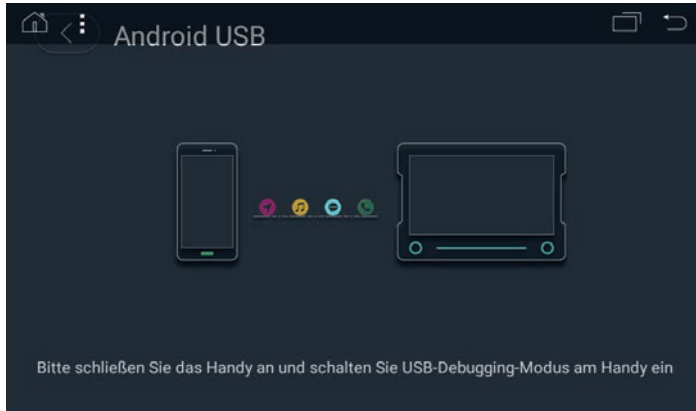 Android USB
Bitte schließen Sie das Handy an und schalten Sie USB-Debugging-Modus am Handy ein